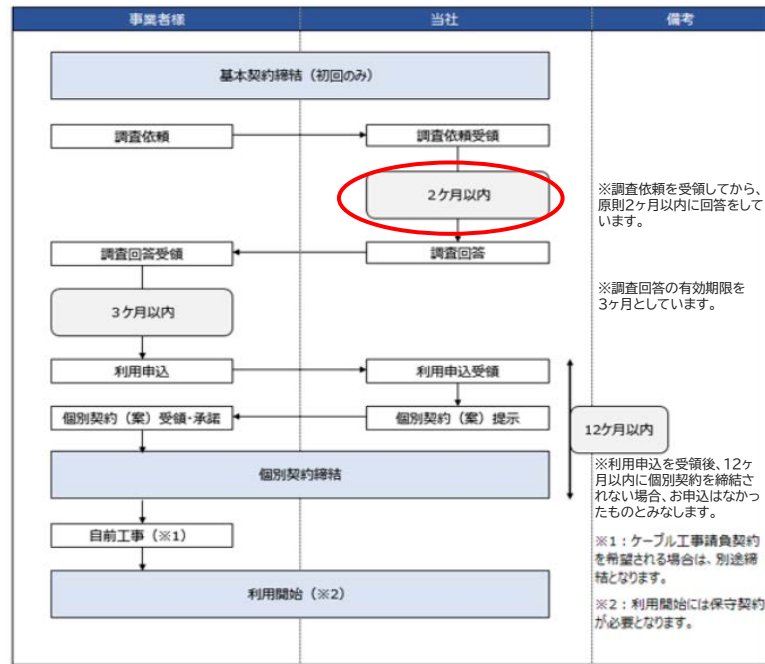 事業者様
当社
備考
基本契約締結（初回のみ）
調査依頼
調査依頼受領
2ケ月以内
※調査依頼を受領してから、
原則2ヶ月以内に回答をして
います。
調査回答受領
調査回答
3ケ月以内
※調査回答の有効期限を
3ヶ月としています。
利用申込
利用申込受領
個別契約（案）受領・承諾
個別契約（案）提示
12ケ月以内
個別契約締結
※利用申込を受領後、12ヶ
月以内に個別契約を締結さ
れない場合、お申込はなかっ
たものとみなします。
自前工事（※1）
※1：ケーブル工事請負契約
を希望される場合は、別途締
結となります。
利用開始（※2）
※2：利用開始には保守契約
が必要となります。